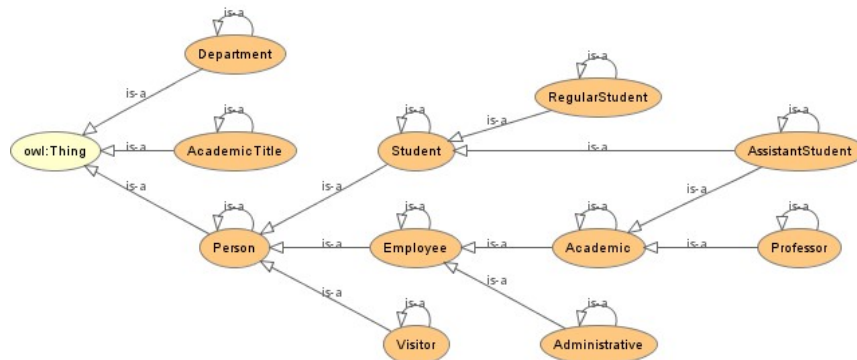 is-a
Department
is-a
is-a
RegularStudent
is-a
is-a
is-a
is-a
owl:Thing
is-a
AcademicTitle
Student
is-a
AssistantStudent
is-a
is-a
is-a
is-a
is-a
is-a
is-a
Person
is-a
Employee
is-a
Academic
is-a
Professor
is-a
is-a
is-a
is-a
Visitor
Administrative